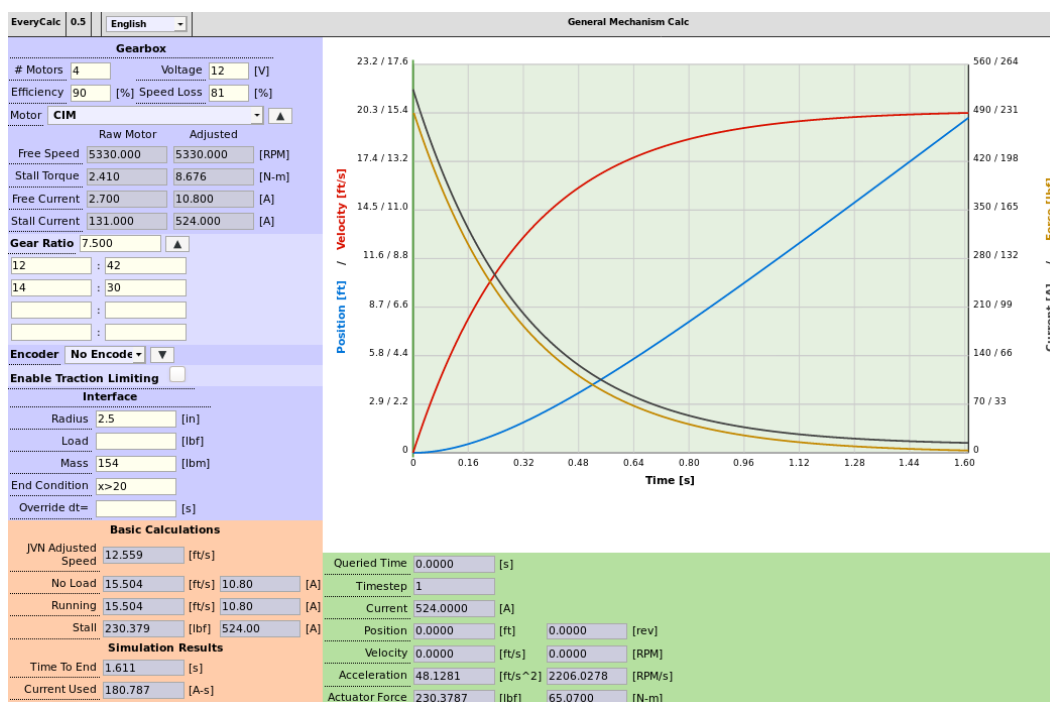 EveryCalc 0.5 English General Mechanism Calc
Gearbox
# Motors 4 Voltage 12 [V]
Efficiency 90 [%] Speed Loss 81 [%]
Motor CIM ▲
Raw Motor Adjusted
Free Speed 5330.000 5330.000 [RPM]
Stall Torque 2.410 8.676 [N-m]
Free Current 2.700 10.800 [A]
Stall Current 131.000 524.000 [A]
Gear Ratio 7.500 ▲
12 : 42
14 : 30
:
:
Encoder No Encode ▼
Enable Traction Limiting
Interface
Radius 2.5 [in]
Load [lbf]
Mass 154 [lbm]
End Condition x>20
Override dt= [s]
Basic Calculations
JVN Adjusted Speed 12.559 [ft/s]
No Load 15.504 [ft/s] 10.80 [A]
Running 15.504 [ft/s] 10.80 [A]
Stall 230.379 [lbf] 524.00 [A]
Simulation Results
Time To End 1.611 [s]
Current Used 180.787 [A-s]
Position [ft] / Velocity [ft/s]
23.2 / 17.6
20.3 / 15.4
17.4 / 13.2
14.5 / 11.0
11.6 / 8.8
8.7 / 6.6
5.8 / 4.4
2.9 / 2.2
0
560 / 264
490 / 231
420 / 198
350 / 165
280 / 132
210 / 99
140 / 66
70 / 33
0
Current [A] / Force [lbf]
0 0.16 0.32 0.48 0.64 0.80 0.96 1.12 1.28 1.44 1.60
Time [s]
Queried Time 0.0000 [s]
Timestep 1
Current 524.0000 [A]
Position 0.0000 [ft] 0.0000 [rev]
Velocity 0.0000 [ft/s] 0.0000 [RPM]
Acceleration 48.1281 [ft/s^2] 2206.0278 [RPM/s]
Actuator Force 230.3787 [lbf] 65.0700 [N-m]